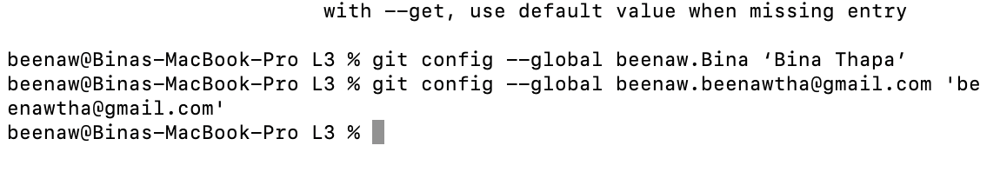 with --get, use default value when missing entry
beenaw@Binas-MacBook-Pro L3 % git config --global beenaw.Bina ‘Bina Thapa’
beenaw@Binas-MacBook-Pro L3 % git config --global beenaw.beenawtha@gmail.com 'be
enawtha@gmail.com'
beenaw@Binas-MacBook-Pro L3 %